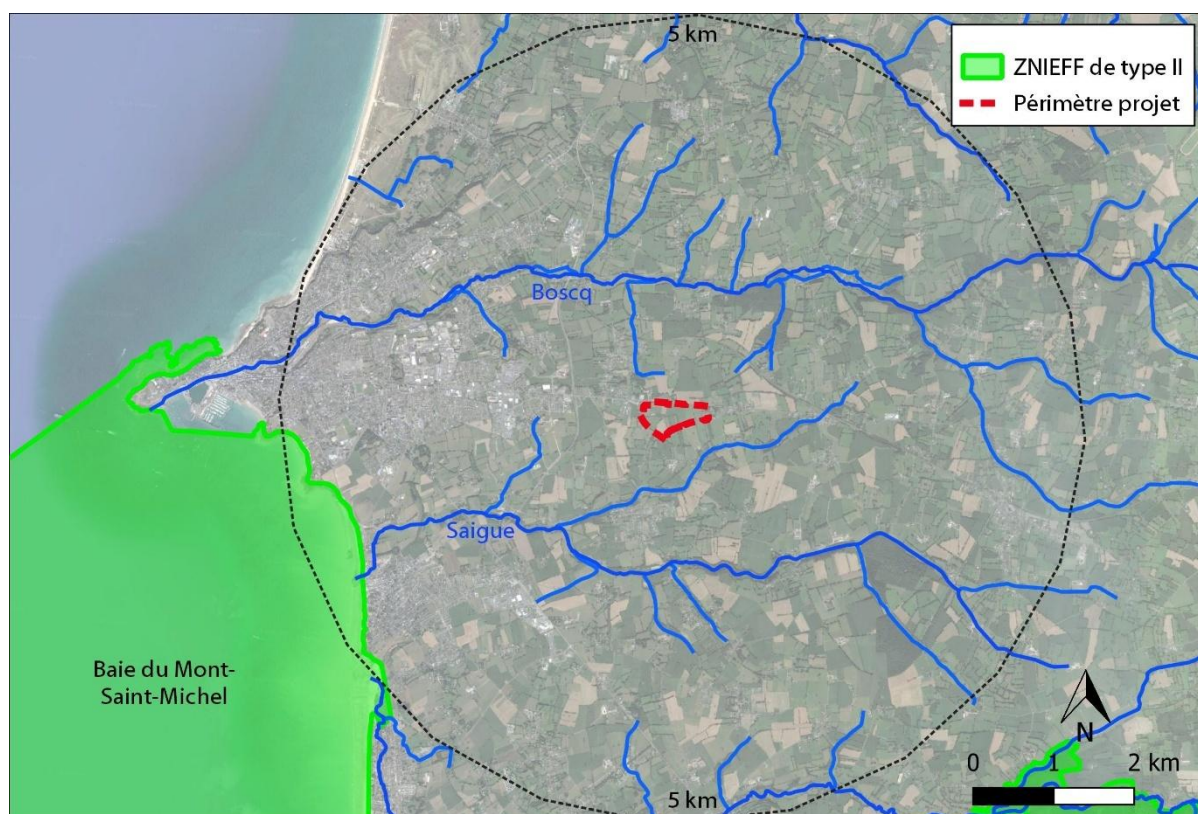 5 km
ZNIEFF de type II
Périmètre projet
Boscq
Saigue
Baie du Mont-
Saint-Michel
N
0 1 2 km
5 km